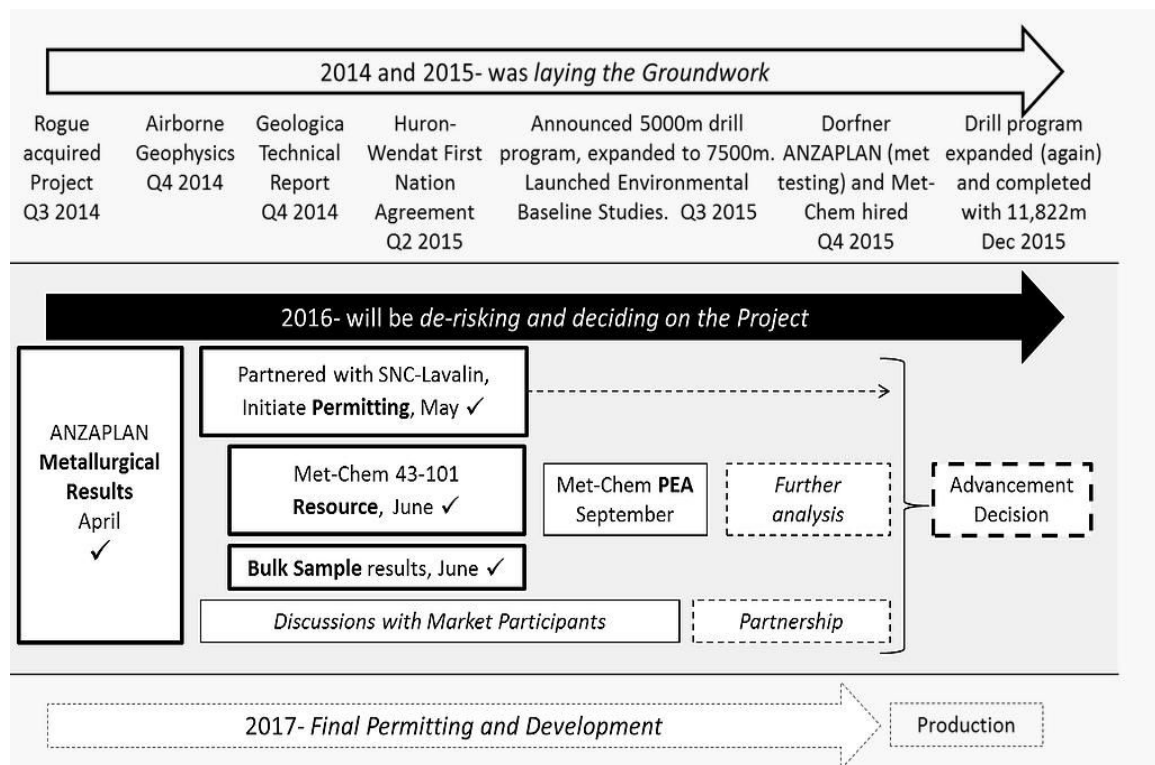 2014 and 2015- was laying the Groundwork
Rogue
acquired
Project
Q3 2014
Airborne
Geophysics
Q4 2014
Geologica
Technical
Report
Q4 2014
Huron-
Wendat First
Nation
Agreement
Q2 2015
Announced 5000m drill
program, expanded to 7500m.
Launched Environmental
Baseline Studies. Q3 2015
Dorfner
ANZAPLAN (met
testing) and Met-
Chem hired
Q4 2015
Drill program
expanded (again)
and completed
with 11,822m
Dec 2015
2016- will be de-risking and deciding on the Project
ANZAPLAN
Metallurgical
Results
April
✓
Partnered with SNC-Lavalin,
Initiate Permitting, May ✓
Met-Chem 43-101
Resource, June ✓
Bulk Sample results, June ✓
Met-Chem PEA
September
Further
analysis
Discussions with Market Participants
Partnership
Advancement
Decision
2017- Final Permitting and Development
Production